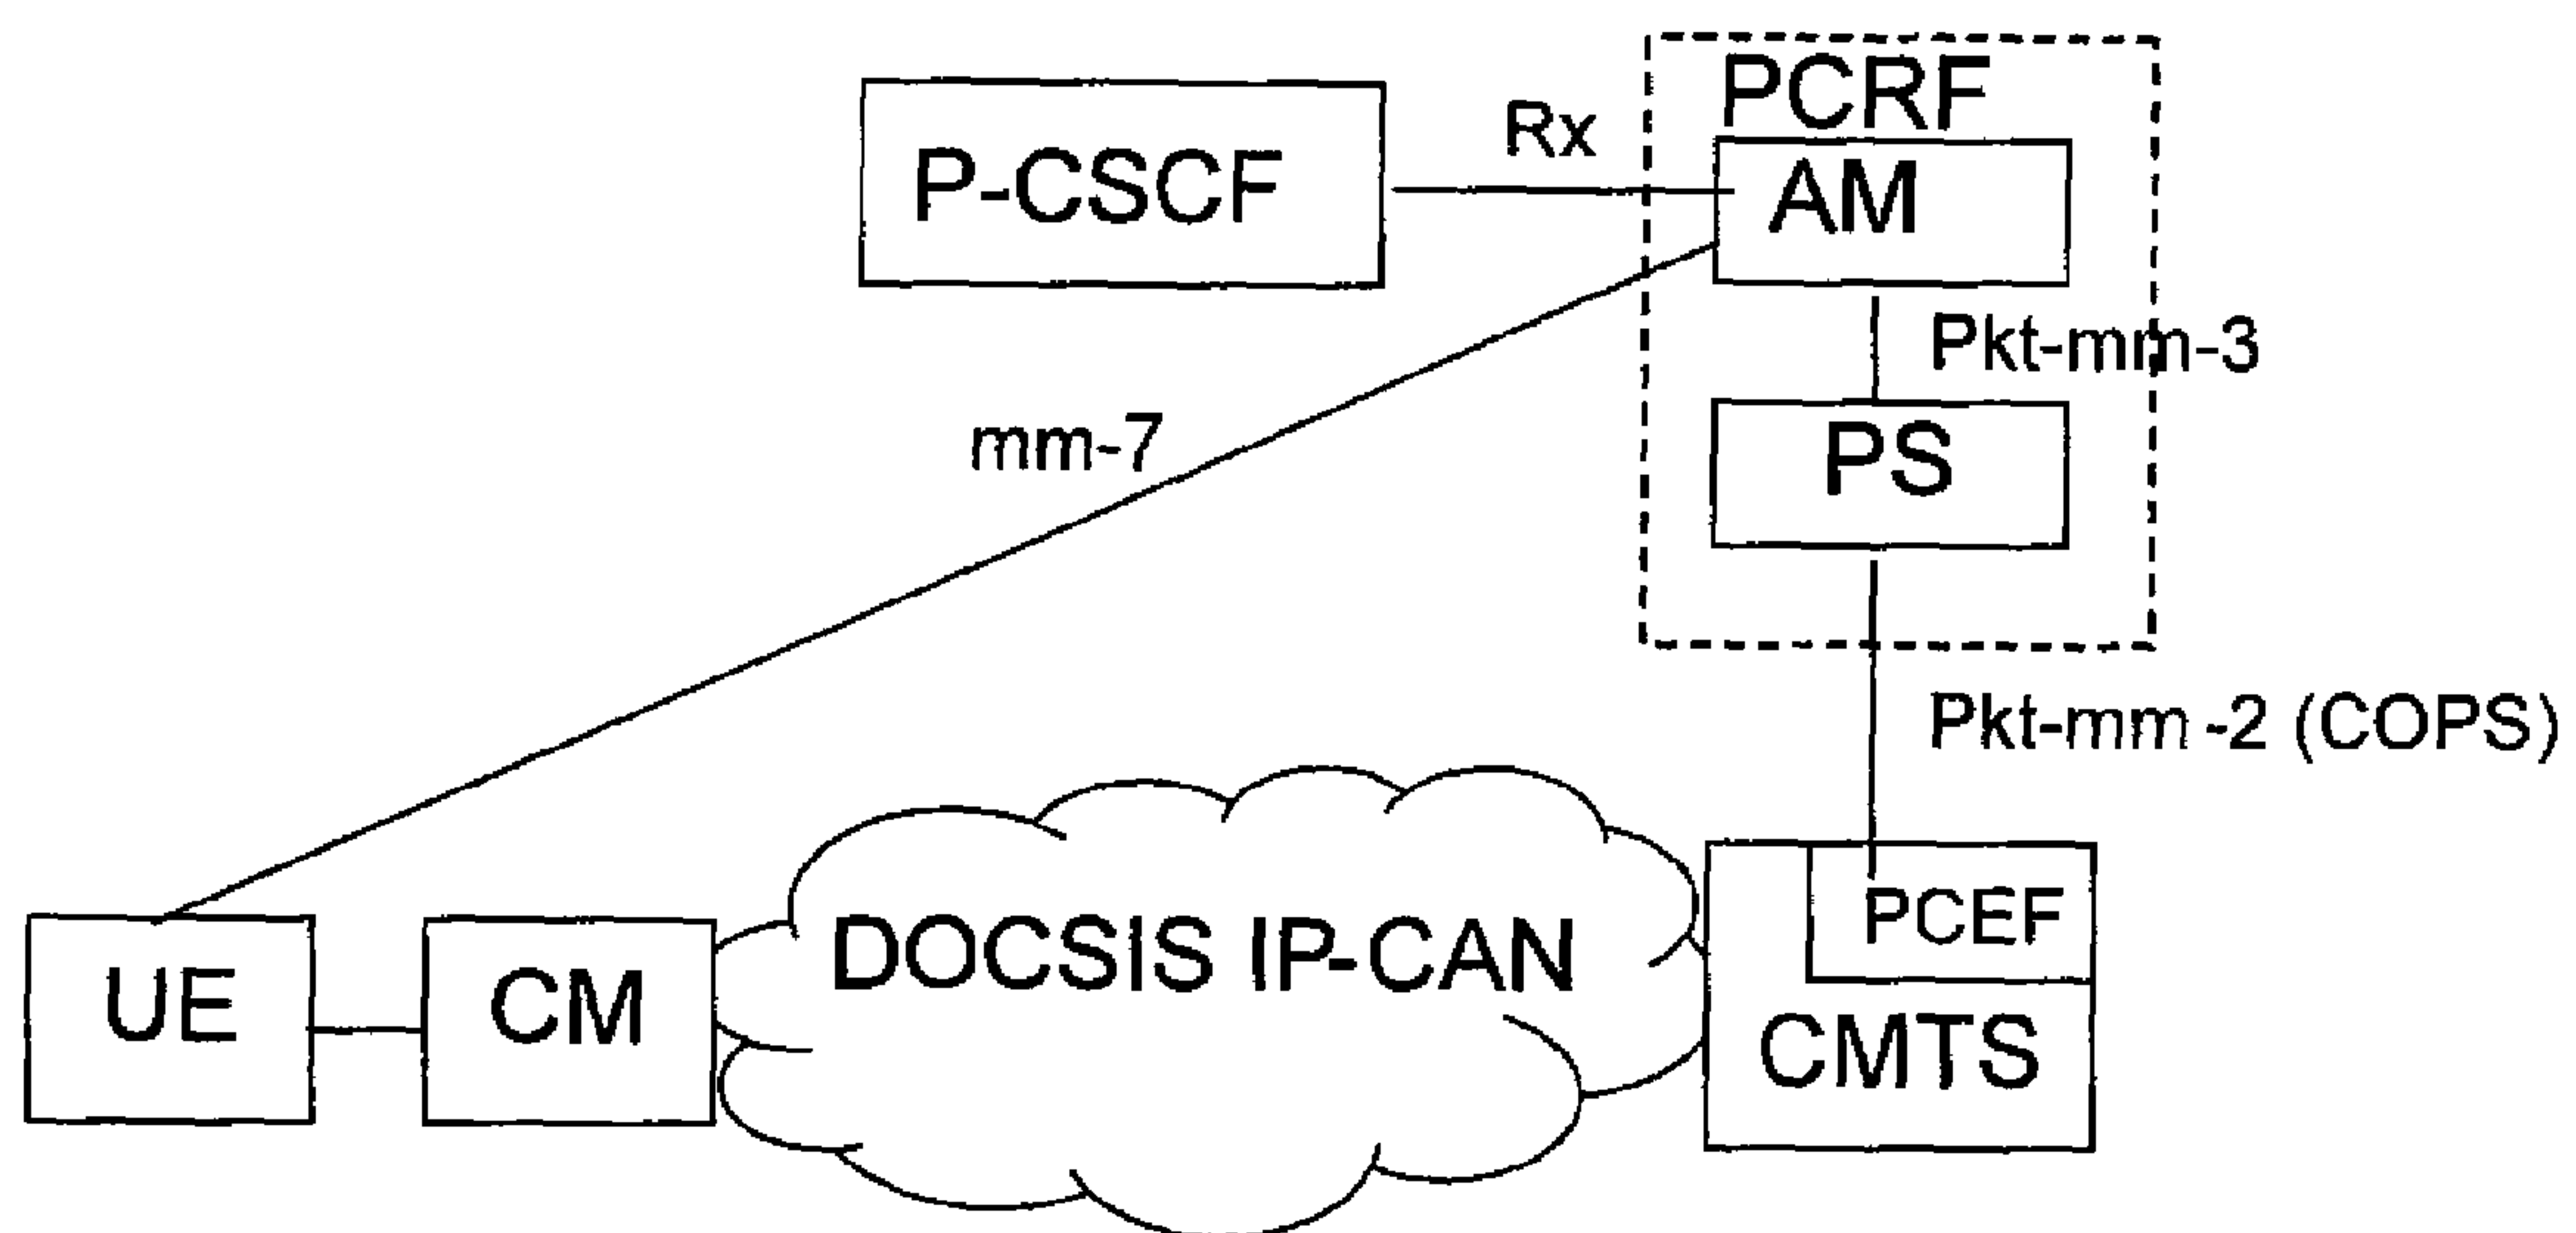 PCRF
P-CSCF
Rx
AM
Pkt-mm-3
mm-7
PS
Pkt-mm -2 (COPS)
UE
CM
DOCSIS IP-CAN
PCEF
CMTS